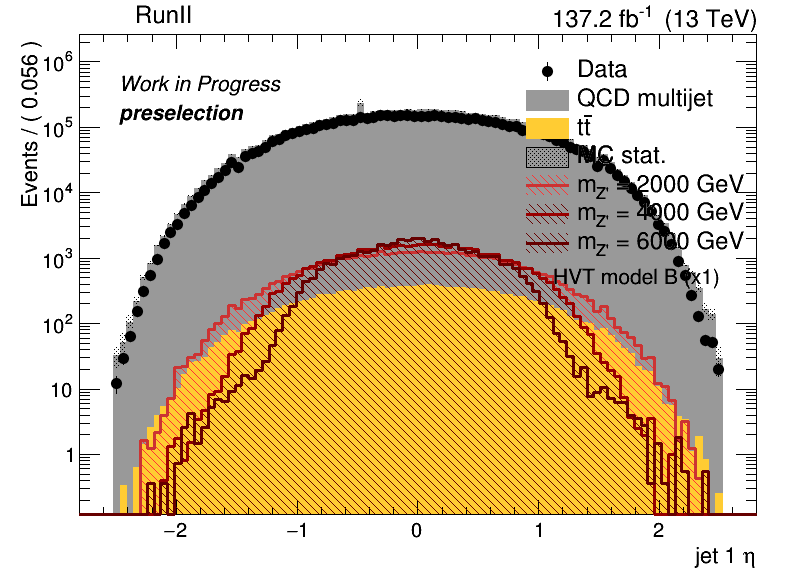 RunII 137.2 fb⁻¹ (13 TeV)
Events / ( 0.056 )
10⁶
10⁵
10⁴
10³
10²
10
1
Work in Progress
preselection
Data
QCD multijet
tt̄
MC stat.
m_Z' = 2000 GeV
m_Z' = 4000 GeV
m_Z' = 6000 GeV
HVT model B (x1)
−2 −1 0 1 2
jet 1 η